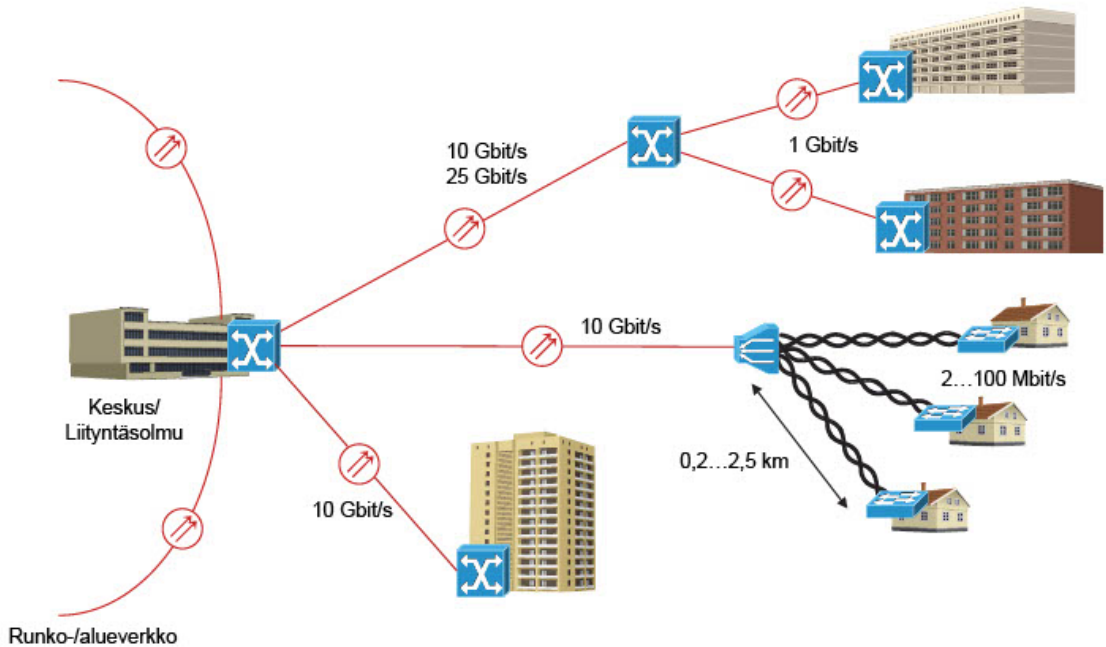 10 Gbit/s
25 Gbit/s
1 Gbit/s
10 Gbit/s
2...100 Mbit/s
Keskus/
Liityntäsolmu
0,2...2,5 km
10 Gbit/s
Runko-/alueverkko